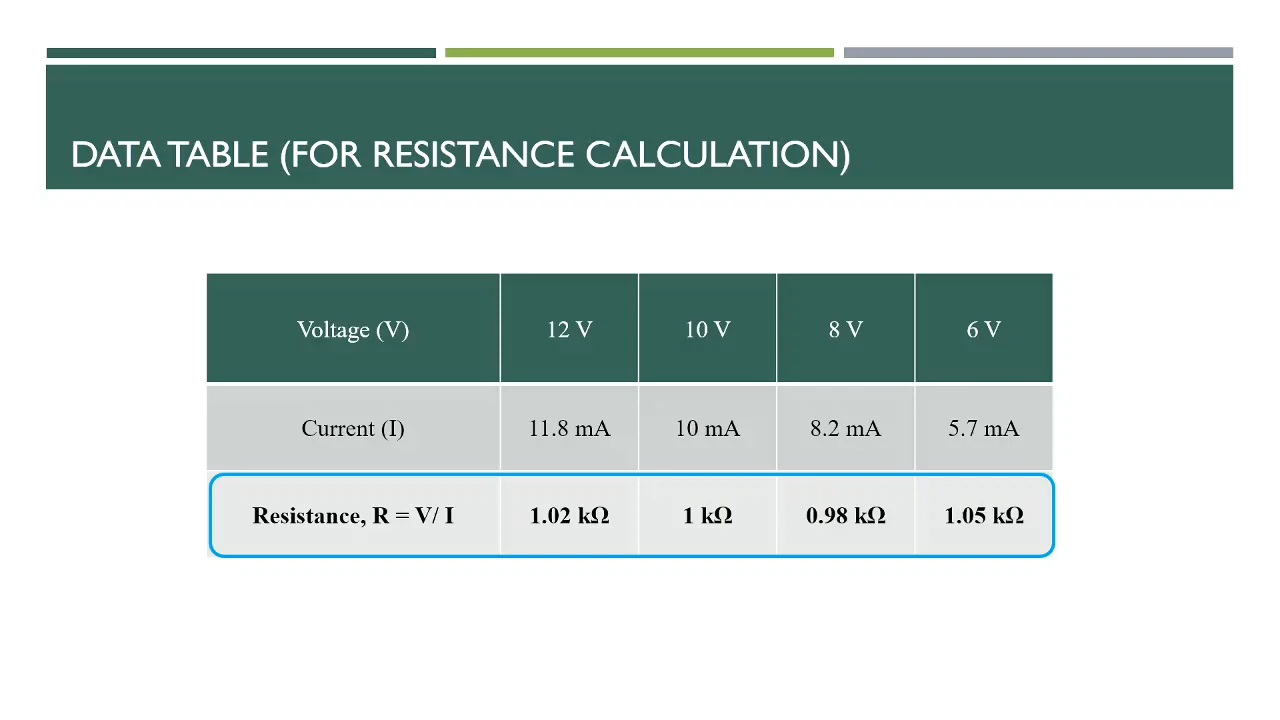 DATA TABLE (FOR RESISTANCE CALCULATION)
Voltage (V) 12 V 10 V 8 V 6 V
Current (I) 11.8 mA 10 mA 8.2 mA 5.7 mA
Resistance, R = V/ I 1.02 kΩ 1 kΩ 0.98 kΩ 1.05 kΩ